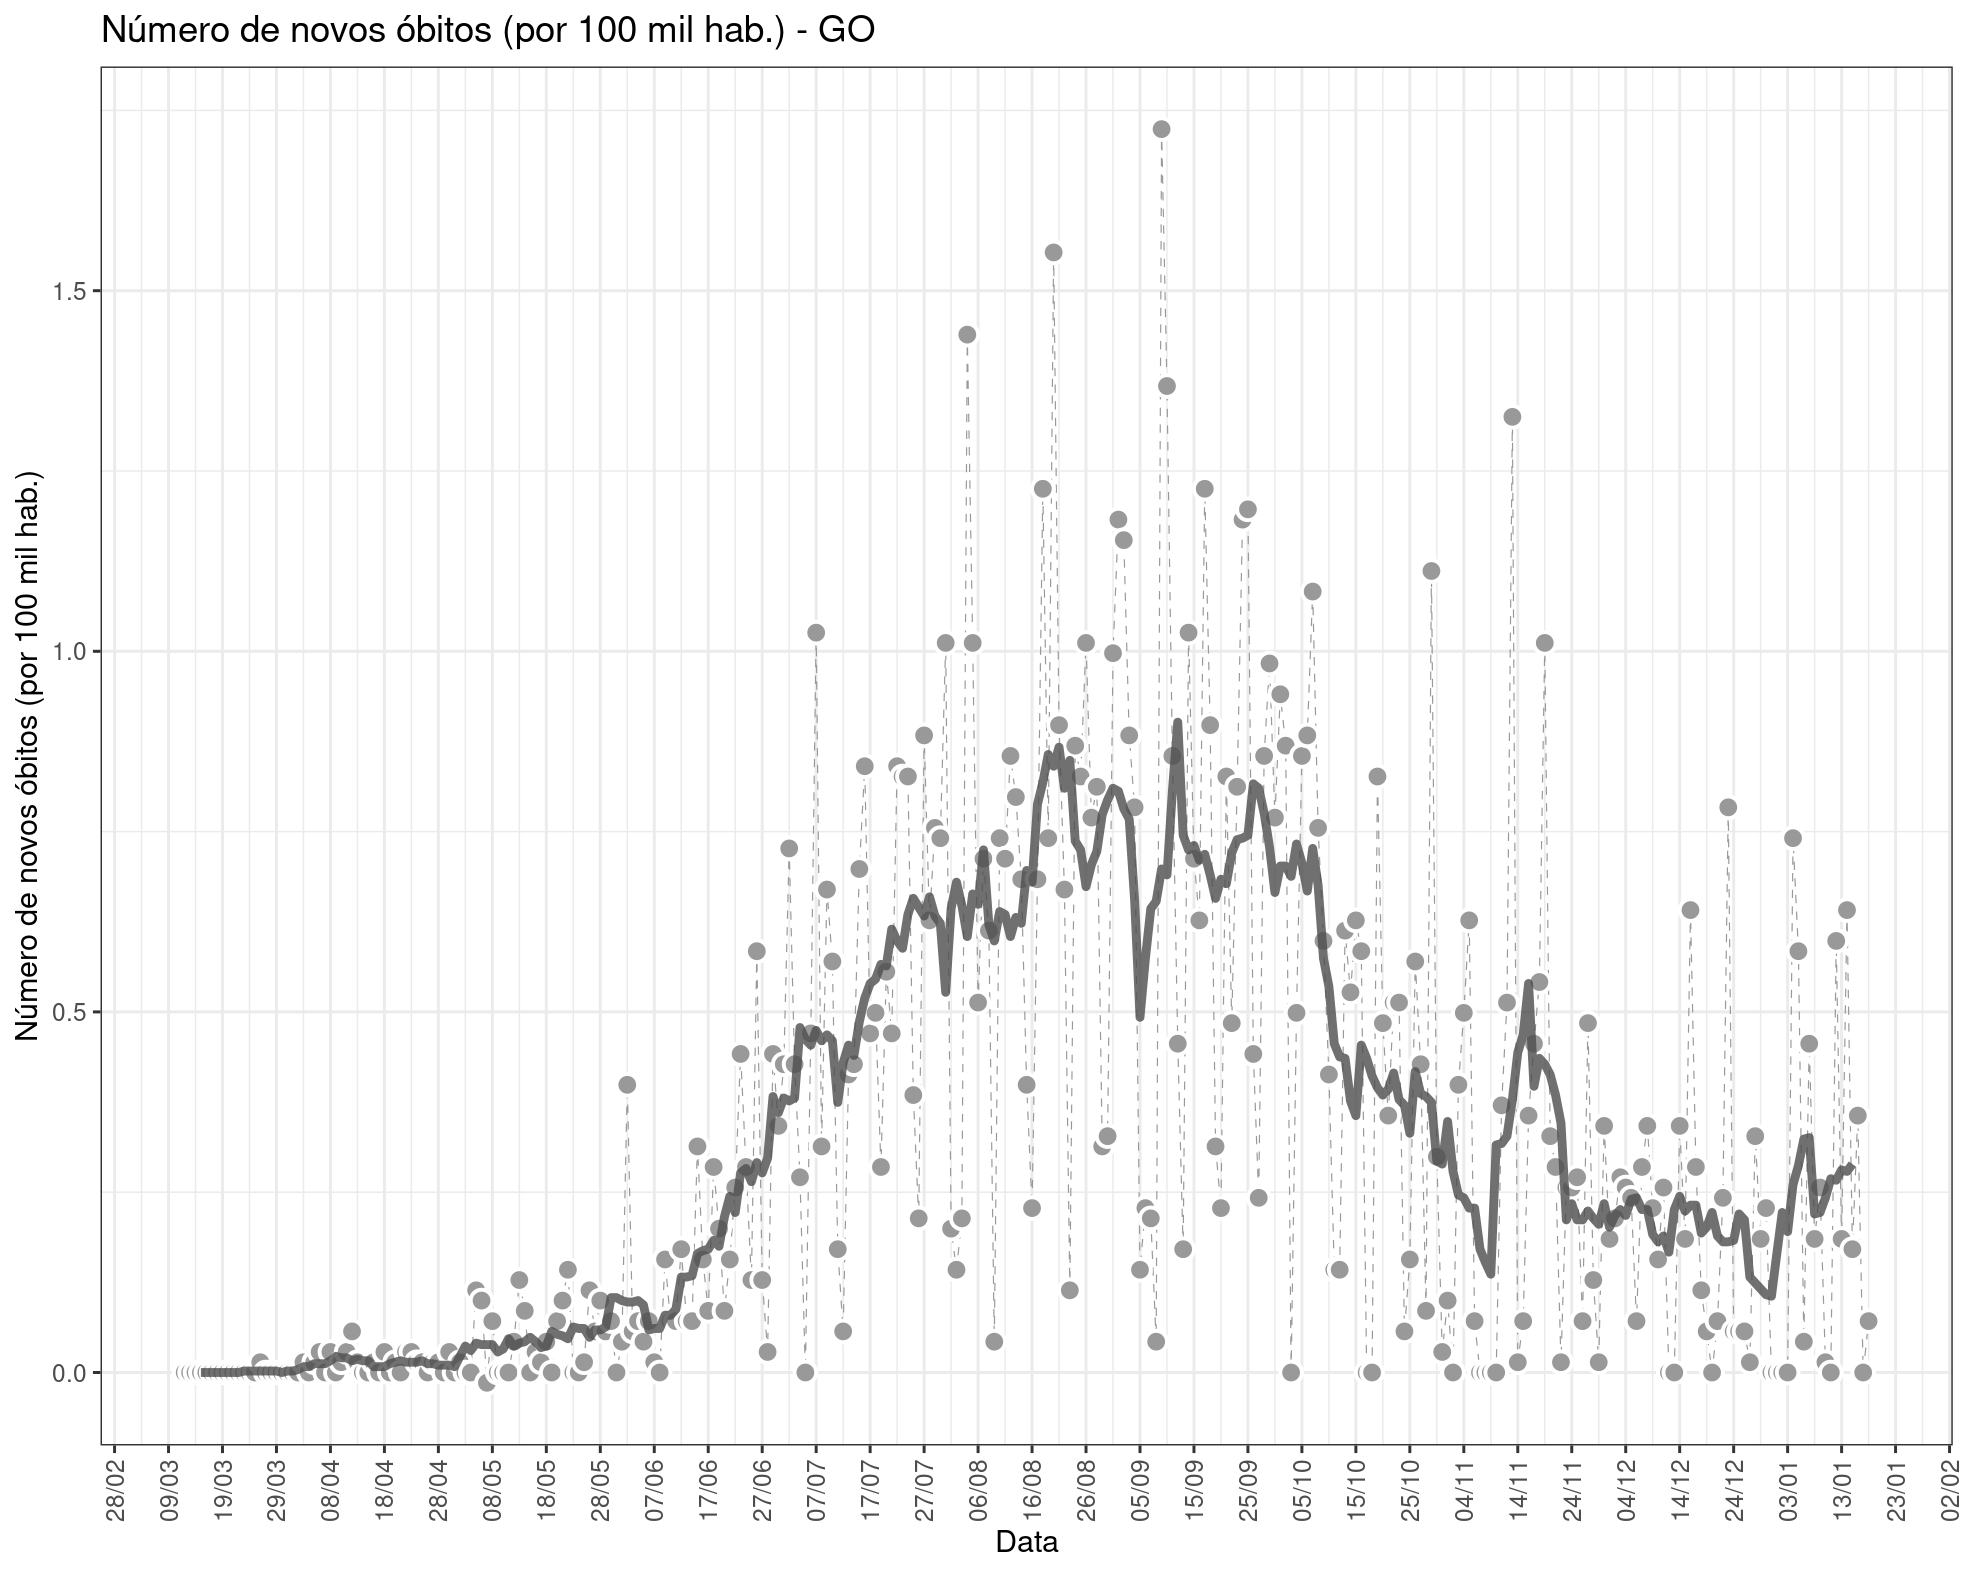 Número de novos óbitos (por 100 mil hab.) - GO
Número de novos óbitos (por 100 mil hab.)
1.5
1.0
0.5
0.0
28/02 09/03 19/03 29/03 08/04 18/04 28/04 08/05 18/05 28/05 07/06 17/06 27/06 07/07 17/07 27/07 06/08 16/08 26/08 05/09 15/09 25/09 05/10 15/10 25/10 04/11 14/11 24/11 04/12 14/12 24/12 03/01 13/01 23/01 02/02
Data